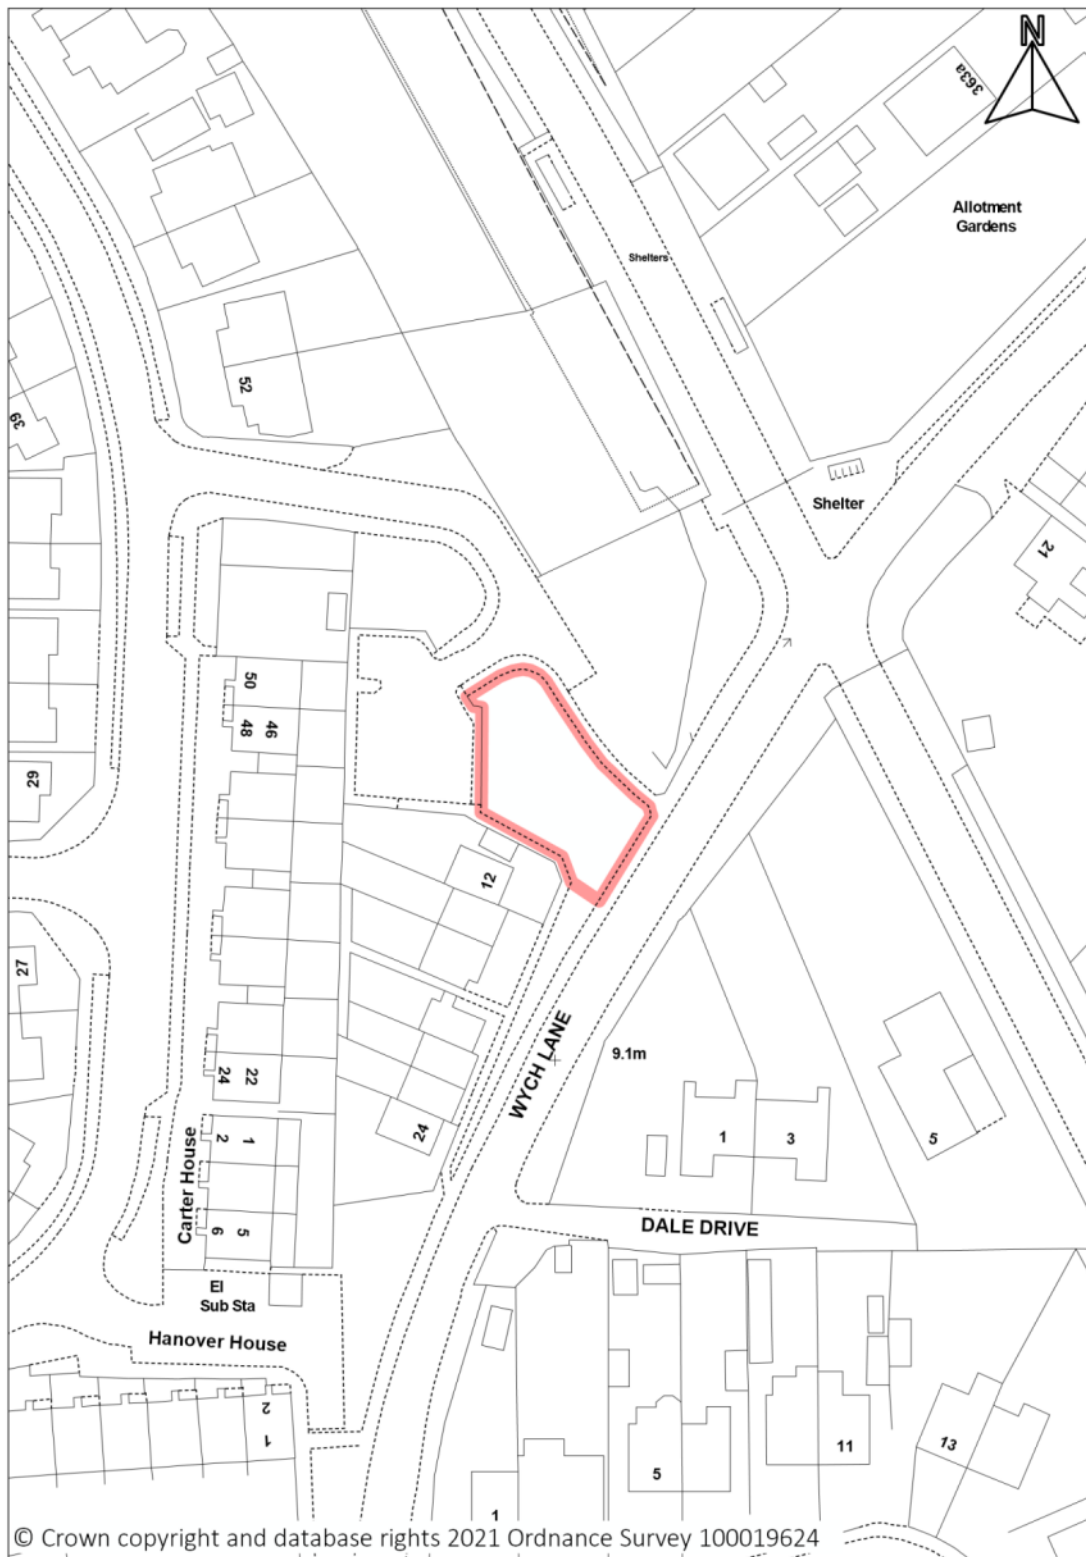 N
363a
Allotment
Gardens
Shelters
52
39
Shelter
21
50
48
46
29
12
27
WYCH LANE
9.1m
24
22
24
1
3
5
2
1
Carter House
6
5
DALE DRIVE
El
Sub Sta
Hanover House
2
1
5
11
13
1
© Crown copyright and database rights 2021 Ordnance Survey 100019624